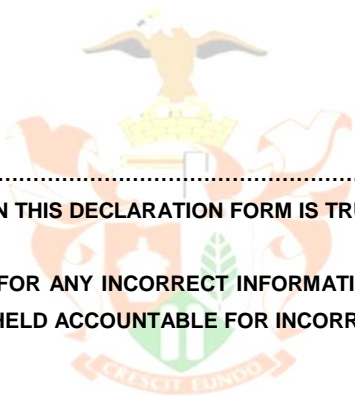 ................................................
N THIS DECLARATION FORM IS TRU
FOR ANY INCORRECT INFORMATI
HELD ACCOUNTABLE FOR INCORR
CRESCIT EUNDO